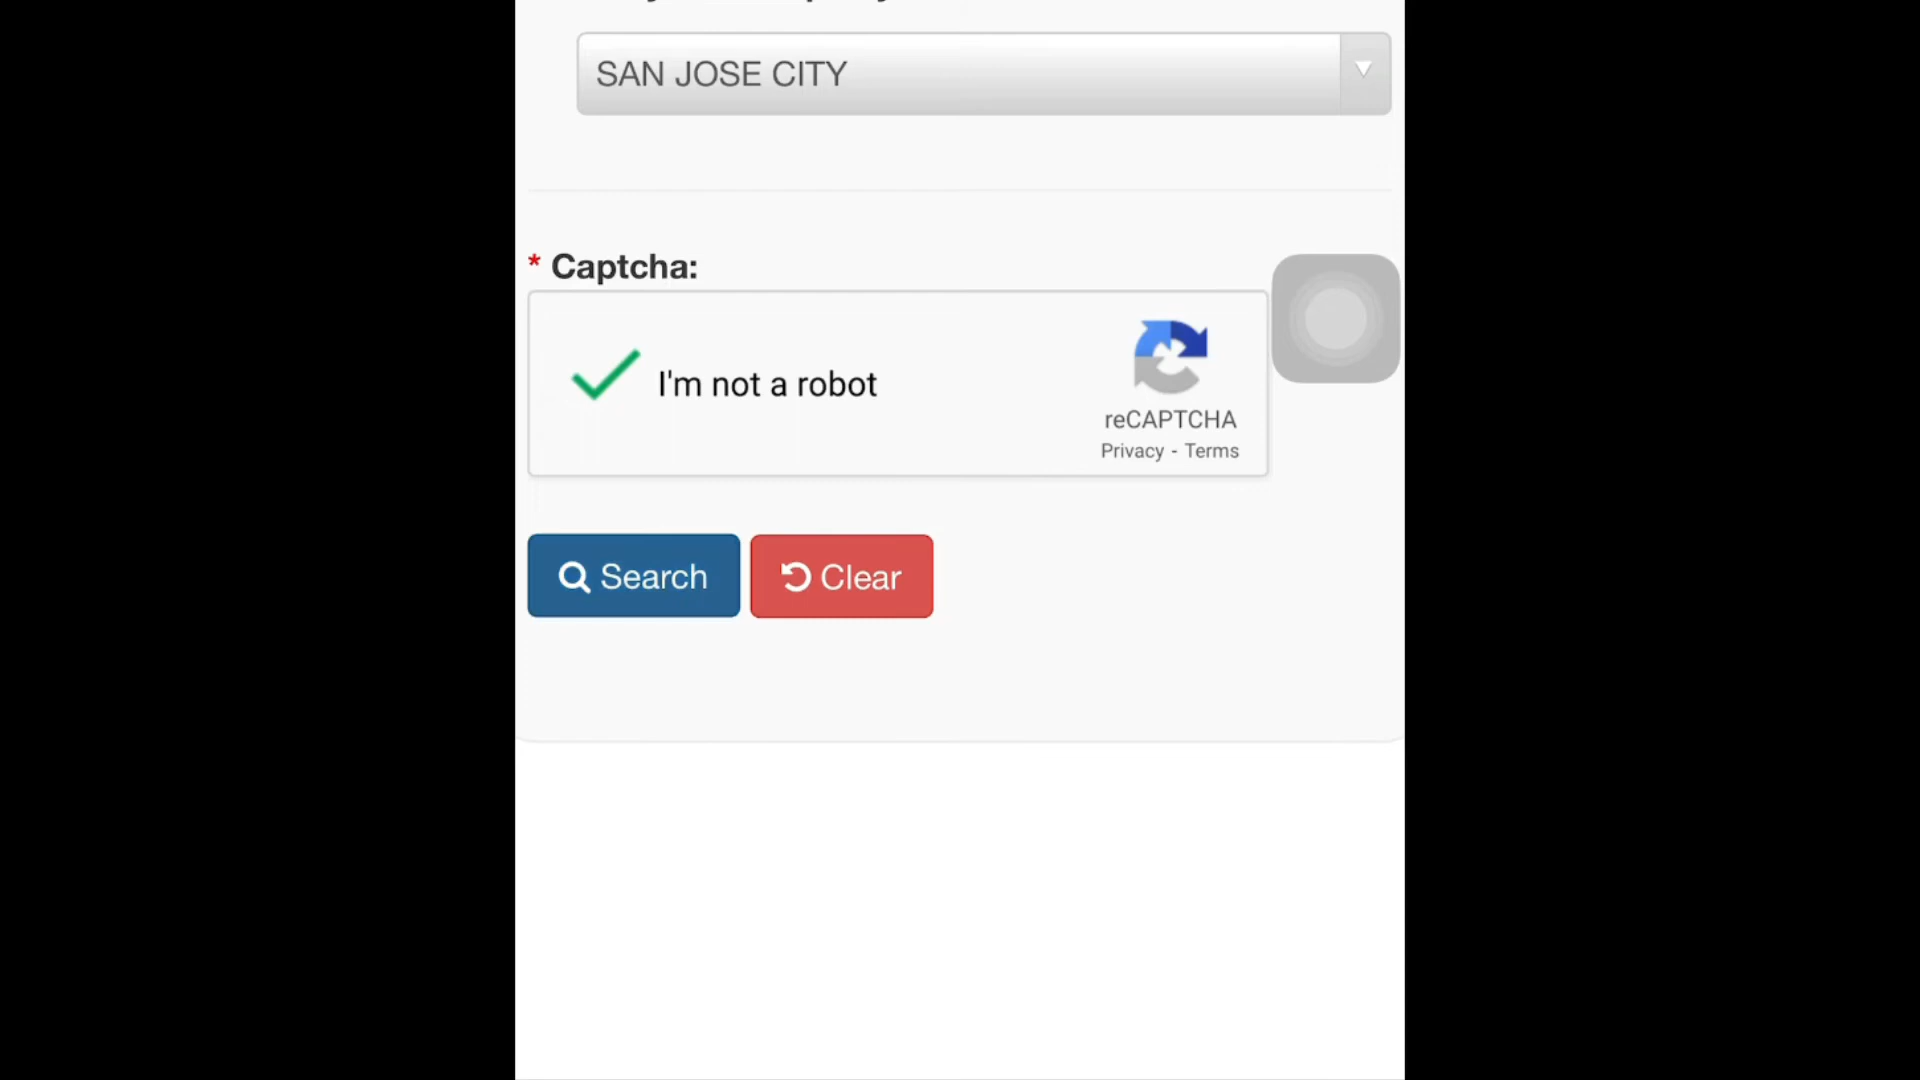 SAN JOSE CITY
* Captcha:
I'm not a robot
reCAPTCHA
Privacy - Terms
Search
Clear